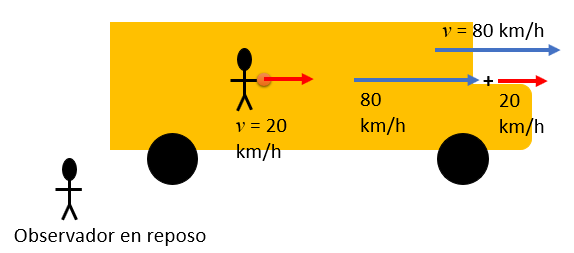 v = 80 km/h
+
80
km/h
20
km/h
v = 20
km/h
Observador en reposo